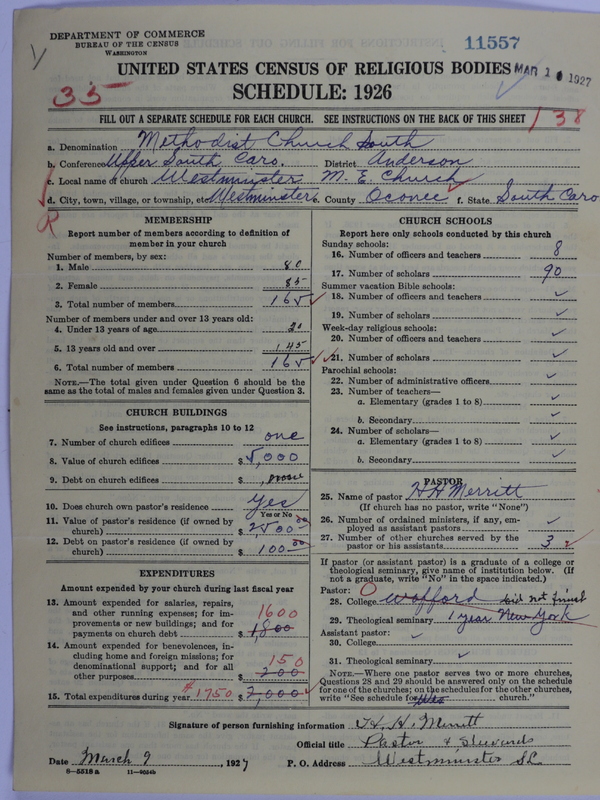 DEPARTMENT OF COMMERCE
BUREAU OF THE CENSUS
WASHINGTON
11557
UNITED STATES CENSUS OF RELIGIOUS BODIES
MAR 1 1927
SCHEDULE: 1926
35
FILL OUT A SEPARATE SCHEDULE FOR EACH CHURCH. SEE INSTRUCTIONS ON THE BACK OF THIS SHEET
138
a. Denomination Methodist Church South
b. Conference Upper South Caro. District Anderson
c. Local name of church Westminster M. E. Church
d. City, town, village, or township, etc Westminster e. County Oconee f. State South Caro
R
MEMBERSHIP
Report number of members according to definition of
member in your church
Number of members, by sex:
1. Male 80
2. Female 85
3. Total number of members 165
Number of members under and over 13 years old:
4. Under 13 years of age 20
5. 13 years old and over 145
6. Total number of members 165
NOTE.—The total given under Question 6 should be the
same as the total of males and females given under Question 3.
CHURCH BUILDINGS
See instructions, paragraphs 10 to 12
7. Number of church edifices one
8. Value of church edifices $ 5,000
9. Debt on church edifices $ none
10. Does church own pastor's residence yes
Yes or No
11. Value of pastor's residence (if owned by
church) $ 2,500 00
12. Debt on pastor's residence (if owned by
church) $ 100 00
EXPENDITURES
Amount expended by your church during last fiscal year
13. Amount expended for salaries, repairs,
and other running expenses; for im-
provements or new buildings; and for
payments on church debt $ 1,800
1600
14. Amount expended for benevolences, in-
cluding home and foreign missions; for
denominational support; and for all
other purposes $ 200
150
15. Total expenditures during year $1750 $ 2,000
CHURCH SCHOOLS
Report here only schools conducted by this church
Sunday schools:
16. Number of officers and teachers 8
17. Number of scholars 90
Summer vacation Bible schools:
18. Number of officers and teachers ✓
19. Number of scholars ✓
Week-day religious schools:
20. Number of officers and teachers ✓
21. Number of scholars ✓
Parochial schools:
22. Number of administrative officers ✓
23. Number of teachers—
a. Elementary (grades 1 to 8) ✓
b. Secondary ✓
24. Number of scholars—
a. Elementary (grades 1 to 8) ✓
b. Secondary ✓
PASTOR
25. Name of pastor H H Merritt
(If church has no pastor, write "None")
26. Number of ordained ministers, if any, em-
ployed as assistant pastors ✓
27. Number of other churches served by the
pastor or his assistants 3
If pastor (or assistant pastor) is a graduate of a college or
theological seminary, give name of institution below. (If
not a graduate, write "No" in the space indicated.)
Pastor: O
28. College Wofford did not finish
29. Theological seminary 1 year New York
Assistant pastor:
30. College ✓
31. Theological seminary ✓
NOTE.—Where one pastor serves two or more churches,
Questions 28 and 29 should be answered only on the schedule
for one of the churches; on the schedules for the other churches,
write "See schedule for church."
Signature of person furnishing information H. H. Merritt
Official title Pastor & Stewards
Date March 9, 1927 P. O. Address Westminster SC
8—5518 a 11—9554b